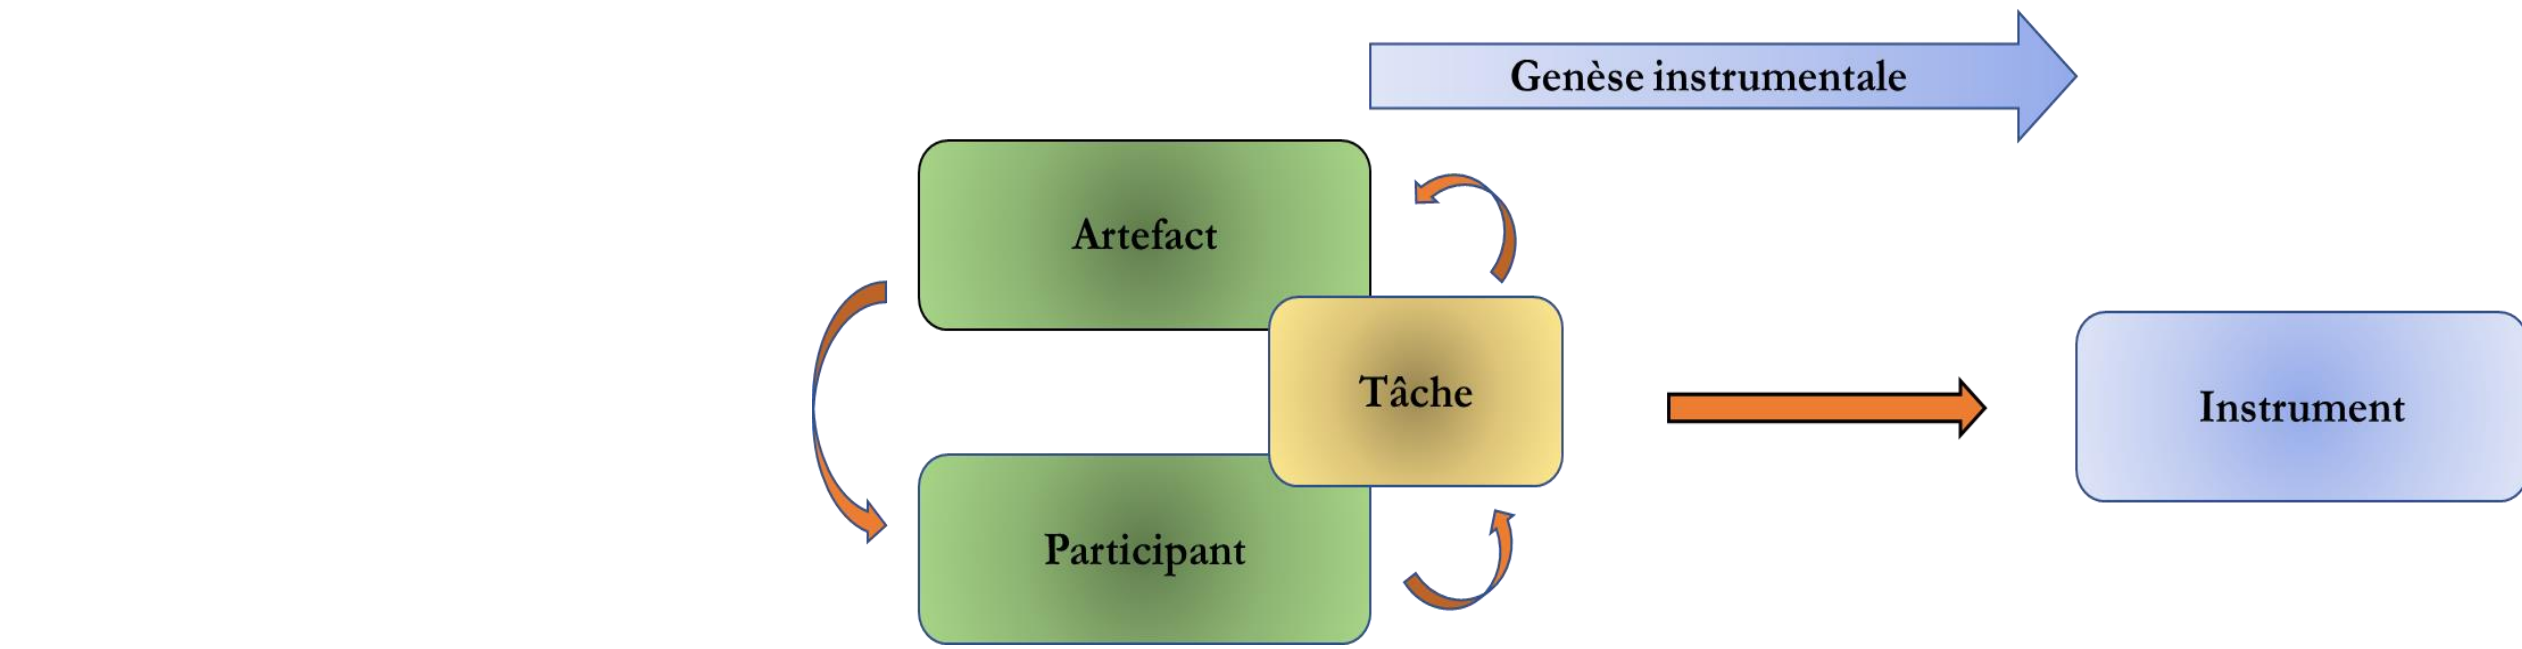 Genèse instrumentale
Artefact
Tâche
Instrument
Participant